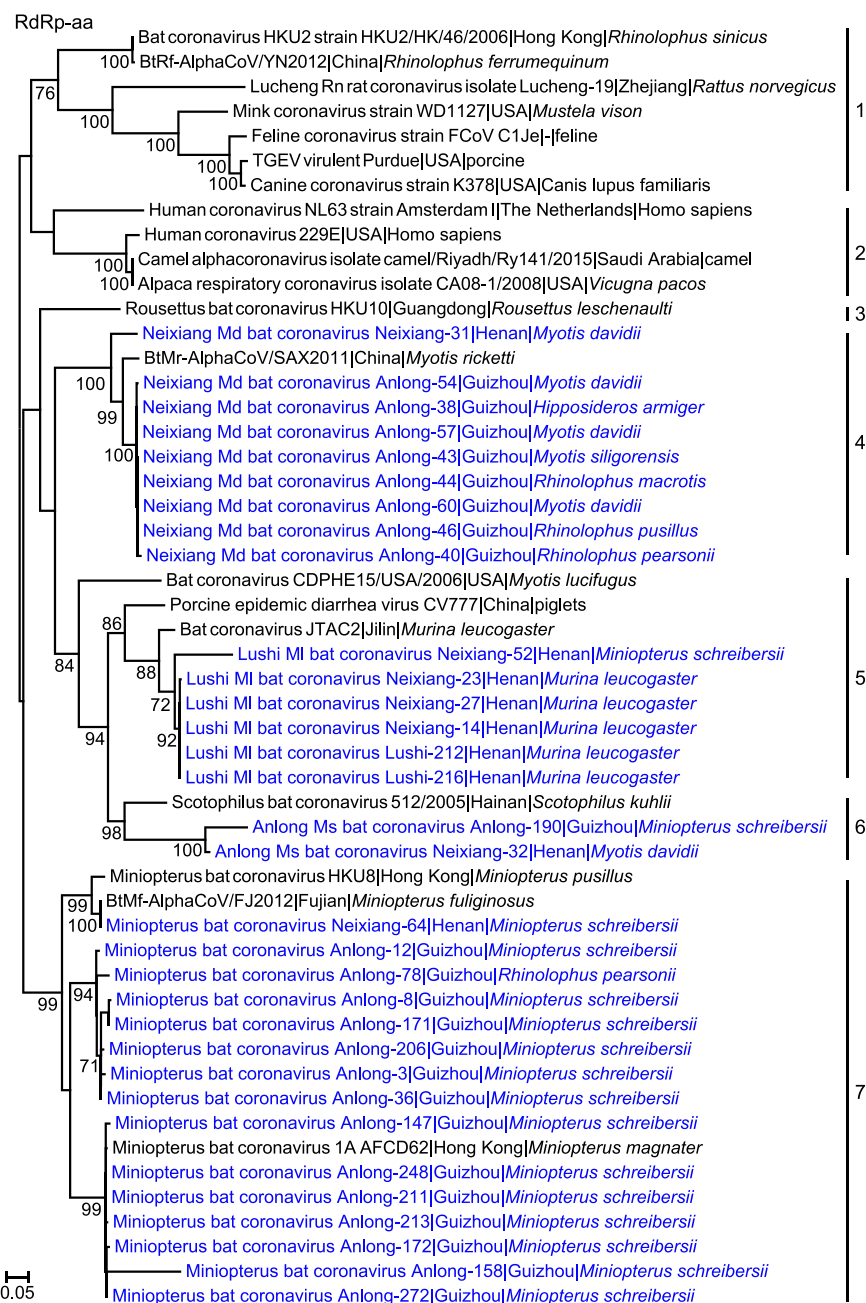 RdRp-aa
Bat coronavirus HKU2 strain HKU2/HK/46/2006|Hong Kong|Rhinolophus sinicus
100
BtRf-AlphaCoV/YN2012|China|Rhinolophus ferrumequinum
76
Lucheng Rn rat coronavirus isolate Lucheng-19|Zhejiang|Rattus norvegicus
1
100
Mink coronavirus strain WD1127|USA|Mustela vison
100
Feline coronavirus strain FCoV C1Je|-|feline
100
TGEV virulent Purdue|USA|porcine
100
Canine coronavirus strain K378|USA|Canis lupus familiaris
Human coronavirus NL63 strain Amsterdam I|The Netherlands|Homo sapiens
Human coronavirus 229E|USA|Homo sapiens
2
100
Camel alphacoronavirus isolate camel/Riyadh/Ry141/2015|Saudi Arabia|camel
100
Alpaca respiratory coronavirus isolate CA08-1/2008|USA|Vicugna pacos
Rousettus bat coronavirus HKU10|Guangdong|Rousettus leschenaulti
3
Neixiang Md bat coronavirus Neixiang-31|Henan|Myotis davidii
BtMr-AlphaCoV/SAX2011|China|Myotis ricketti
100
Neixiang Md bat coronavirus Anlong-54|Guizhou|Myotis davidii
Neixiang Md bat coronavirus Anlong-38|Guizhou|Hipposideros armiger
99
Neixiang Md bat coronavirus Anlong-57|Guizhou|Myotis davidii
4
100
Neixiang Md bat coronavirus Anlong-43|Guizhou|Myotis siligorensis
Neixiang Md bat coronavirus Anlong-44|Guizhou|Rhinolophus macrotis
Neixiang Md bat coronavirus Anlong-60|Guizhou|Myotis davidii
Neixiang Md bat coronavirus Anlong-46|Guizhou|Rhinolophus pusillus
Neixiang Md bat coronavirus Anlong-40|Guizhou|Rhinolophus pearsonii
Bat coronavirus CDPHE15/USA/2006|USA|Myotis lucifugus
Porcine epidemic diarrhea virus CV777|China|piglets
86
Bat coronavirus JTAC2|Jilin|Murina leucogaster
84
88
Lushi Ml bat coronavirus Neixiang-52|Henan|Miniopterus schreibersii
Lushi Ml bat coronavirus Neixiang-23|Henan|Murina leucogaster
5
72
Lushi Ml bat coronavirus Neixiang-27|Henan|Murina leucogaster
Lushi Ml bat coronavirus Neixiang-14|Henan|Murina leucogaster
94
92
Lushi Ml bat coronavirus Lushi-212|Henan|Murina leucogaster
Lushi Ml bat coronavirus Lushi-216|Henan|Murina leucogaster
Scotophilus bat coronavirus 512/2005|Hainan|Scotophilus kuhlii
98
Anlong Ms bat coronavirus Anlong-190|Guizhou|Miniopterus schreibersii
6
100
Anlong Ms bat coronavirus Neixiang-32|Henan|Myotis davidii
Miniopterus bat coronavirus HKU8|Hong Kong|Miniopterus pusillus
99
BtMf-AlphaCoV/FJ2012|Fujian|Miniopterus fuliginosus
100
Miniopterus bat coronavirus Neixiang-64|Henan|Miniopterus schreibersii
Miniopterus bat coronavirus Anlong-12|Guizhou|Miniopterus schreibersii
Miniopterus bat coronavirus Anlong-78|Guizhou|Rhinolophus pearsonii
94
99
Miniopterus bat coronavirus Anlong-8|Guizhou|Miniopterus schreibersii
Miniopterus bat coronavirus Anlong-171|Guizhou|Miniopterus schreibersii
Miniopterus bat coronavirus Anlong-206|Guizhou|Miniopterus schreibersii
71
Miniopterus bat coronavirus Anlong-3|Guizhou|Miniopterus schreibersii
7
Miniopterus bat coronavirus Anlong-36|Guizhou|Miniopterus schreibersii
Miniopterus bat coronavirus Anlong-147|Guizhou|Miniopterus schreibersii
Miniopterus bat coronavirus 1A AFCD62|Hong Kong|Miniopterus magnater
Miniopterus bat coronavirus Anlong-248|Guizhou|Miniopterus schreibersii
Miniopterus bat coronavirus Anlong-211|Guizhou|Miniopterus schreibersii
99
Miniopterus bat coronavirus Anlong-213|Guizhou|Miniopterus schreibersii
Miniopterus bat coronavirus Anlong-172|Guizhou|Miniopterus schreibersii
Miniopterus bat coronavirus Anlong-158|Guizhou|Miniopterus schreibersii
0.05
Miniopterus bat coronavirus Anlong-272|Guizhou|Miniopterus schreibersii